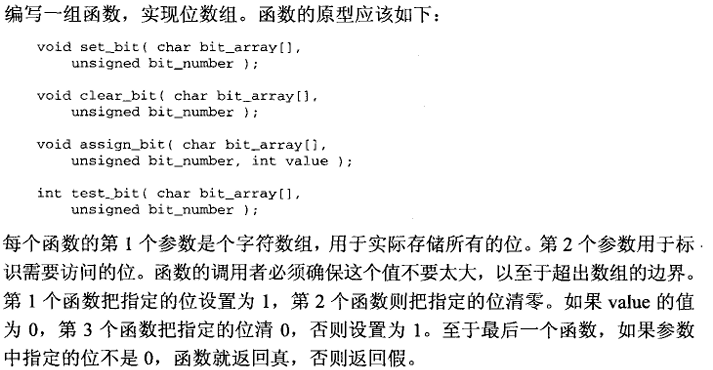 编写一组函数，实现位数组。函数的原型应该如下：
void set_bit( char bit_array[],
unsigned bit_number );
void clear_bit( char bit_array[],
unsigned bit_number );
void assign_bit( char bit_array[],
unsigned bit_number, int value );
int test_bit( char bit_array[],
unsigned bit_number );
每个函数的第 1 个参数是个字符数组，用于实际存储所有的位。第 2 个参数用于标
识需要访问的位。函数的调用者必须确保这个值不要太大，以至于超出数组的边界。
第 1 个函数把指定的位设置为 1，第 2 个函数则把指定的位清零。如果 value 的值
为 0，第 3 个函数把指定的位清 0，否则设置为 1。至于最后一个函数，如果参数
中指定的位不是 0，函数就返回真，否则返回假。